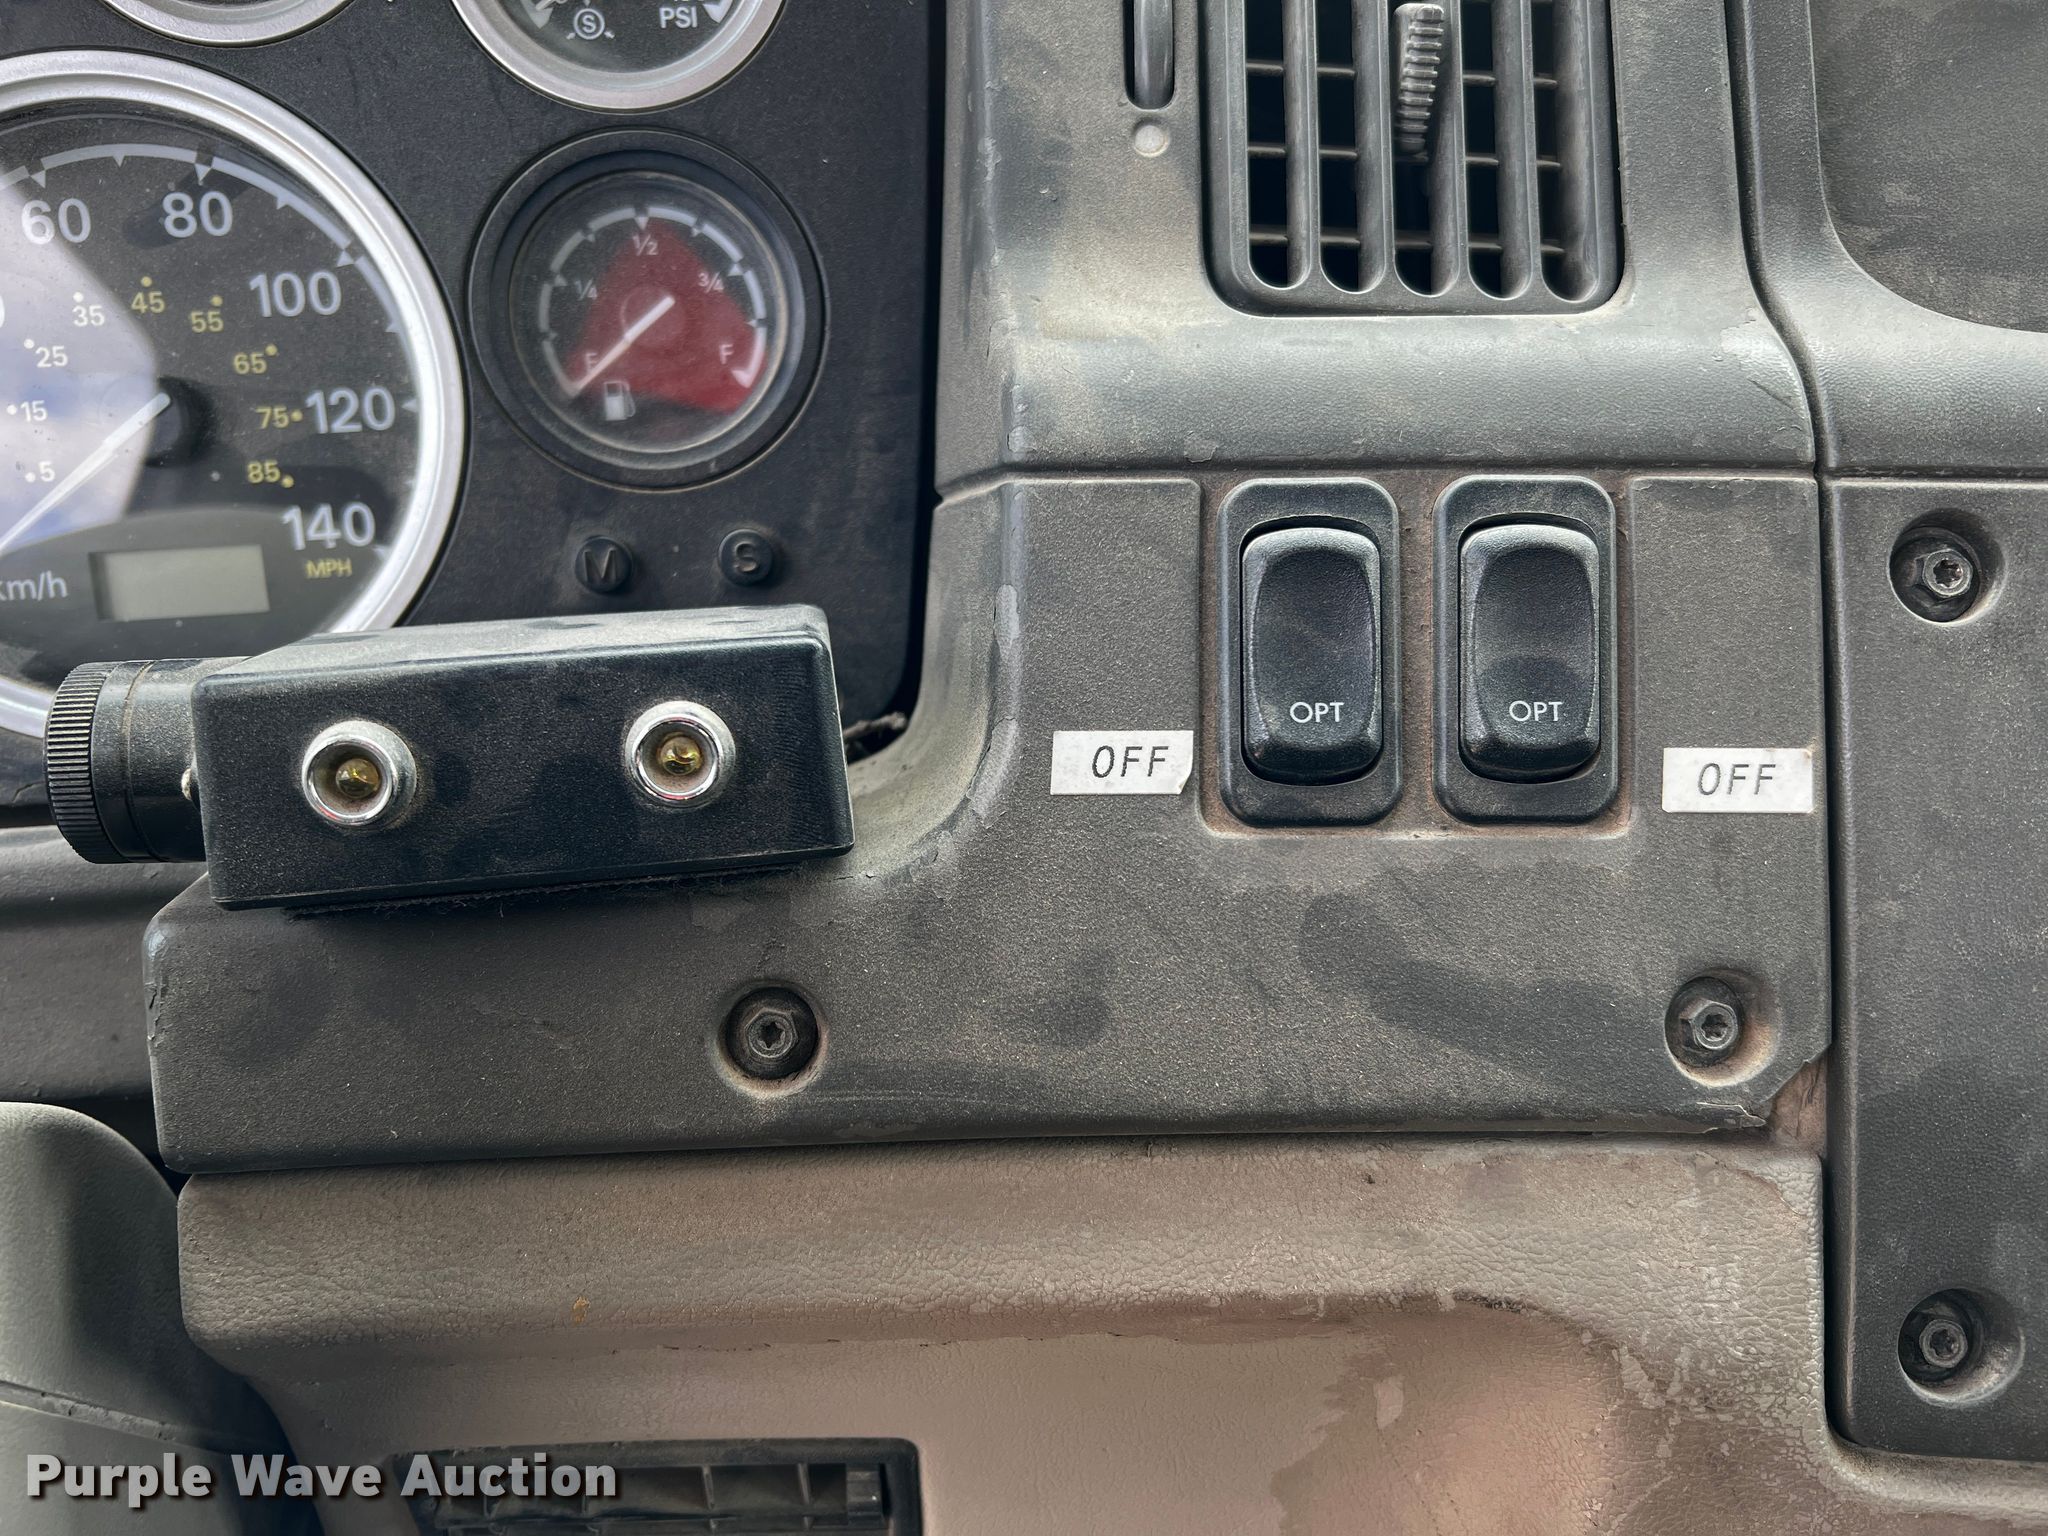 S
PSI
60
80
100
120
140
MPH
km/h
5
15
25
35
45
55
65
75
85
1/4
1/2
3/4
E
F
M
S
OPT
OPT
OFF
OFF
Purple Wave Auction